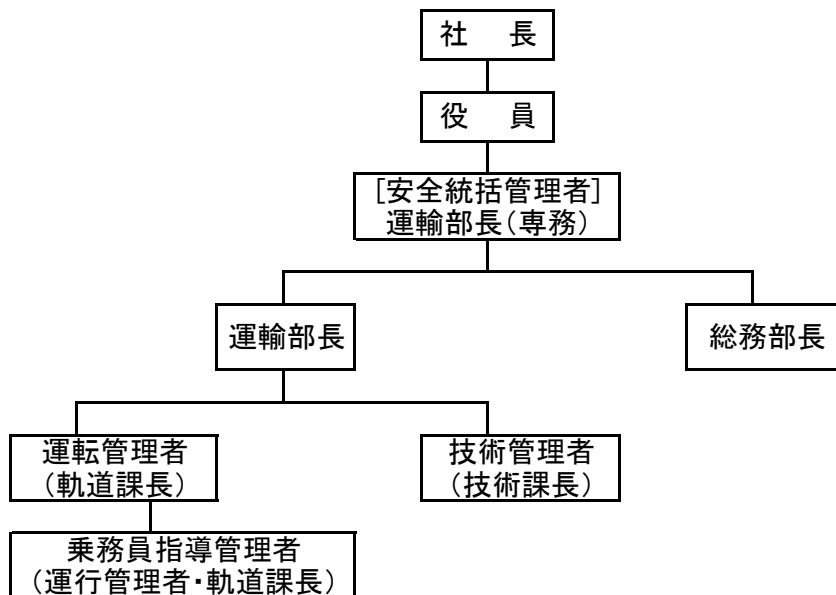 社　長
役　員
[安全統括管理者]
運輸部長(専務)
運輸部長
総務部長
運転管理者
(軌道課長)
技術管理者
(技術課長)
乗務員指導管理者
(運行管理者・軌道課長)